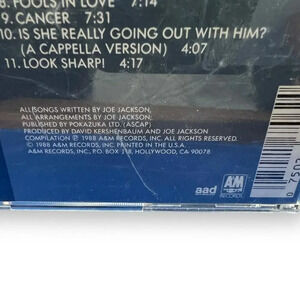 8. FOOLS IN LOVE 7:14
9. CANCER 7:31
10. IS SHE REALLY GOING OUT WITH HIM?
(A CAPPELLA VERSION) 4:07
11. LOOK SHARP! 4:17
ALL SONGS WRITTEN BY JOE JACKSON,
ALL ARRANGEMENTS BY JOE JACKSON;
PUBLISHED BY POKAZUKA LTD. (ASCAP)
PRODUCED BY DAVID KERSHENBAUM AND JOE JACKSON
COMPILATION ℗ 1988 A&M RECORDS, INC. ALL RIGHTS RESERVED.
© 1988 A&M RECORDS, INC. PRINTED IN THE U.S.A.
A&M RECORDS, INC., P.O. BOX 118, HOLLYWOOD, CA 90078
aad
A&M
0 7502